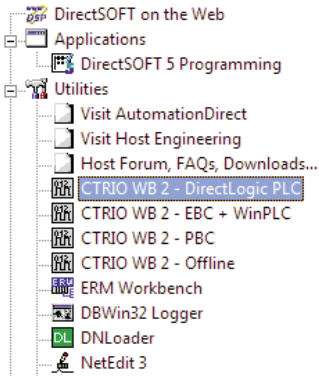 DirectSOFT on the Web
Applications
DirectSOFT 5 Programming
Utilities
Visit AutomationDirect
Visit Host Engineering
Host Forum, FAQs, Downloads...
CTRIO WB 2 - DirectLogic PLC
CTRIO WB 2 - EBC + WinPLC
CTRIO WB 2 - PBC
CTRIO WB 2 - Offline
ERM Workbench
DBWin32 Logger
DL DNLoader
NetEdit 3